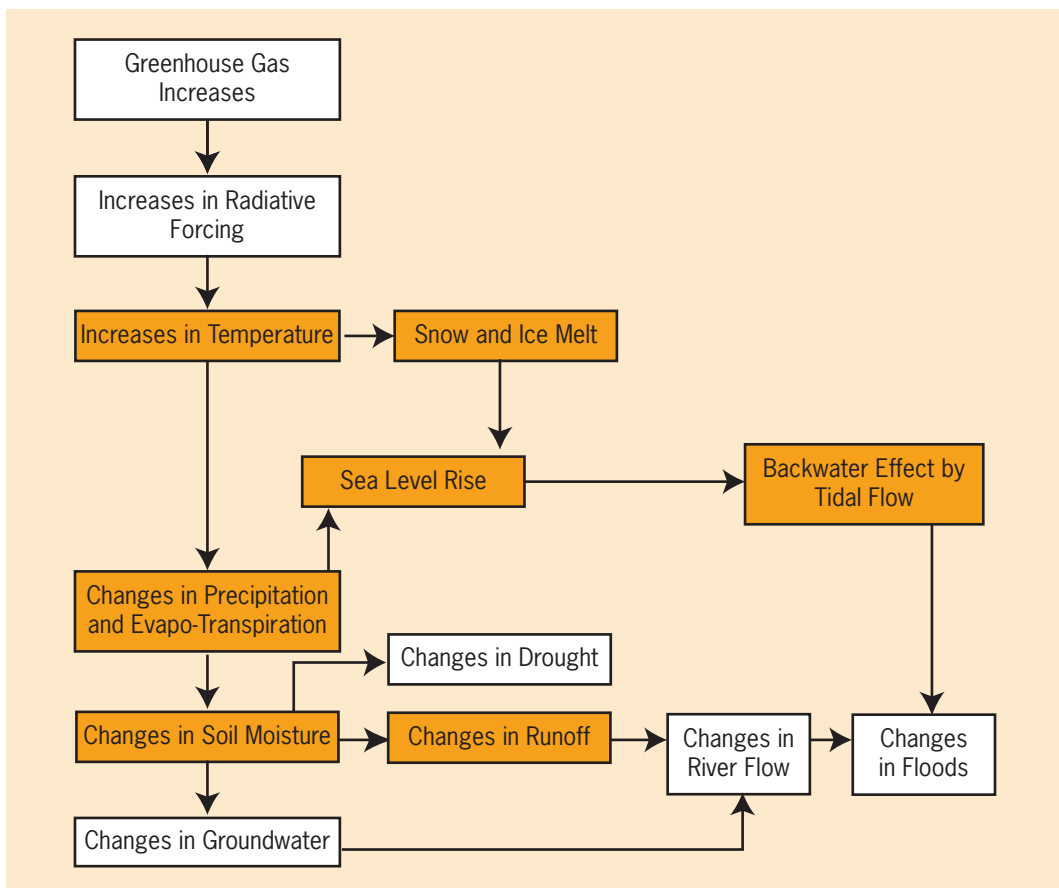 Greenhouse Gas
Increases
Increases in Radiative
Forcing
Increases in Temperature
Snow and Ice Melt
Sea Level Rise
Backwater Effect by
Tidal Flow
Changes in Precipitation
and Evapo-Transpiration
Changes in Drought
Changes in Soil Moisture
Changes in Runoff
Changes in
River Flow
Changes
in Floods
Changes in Groundwater